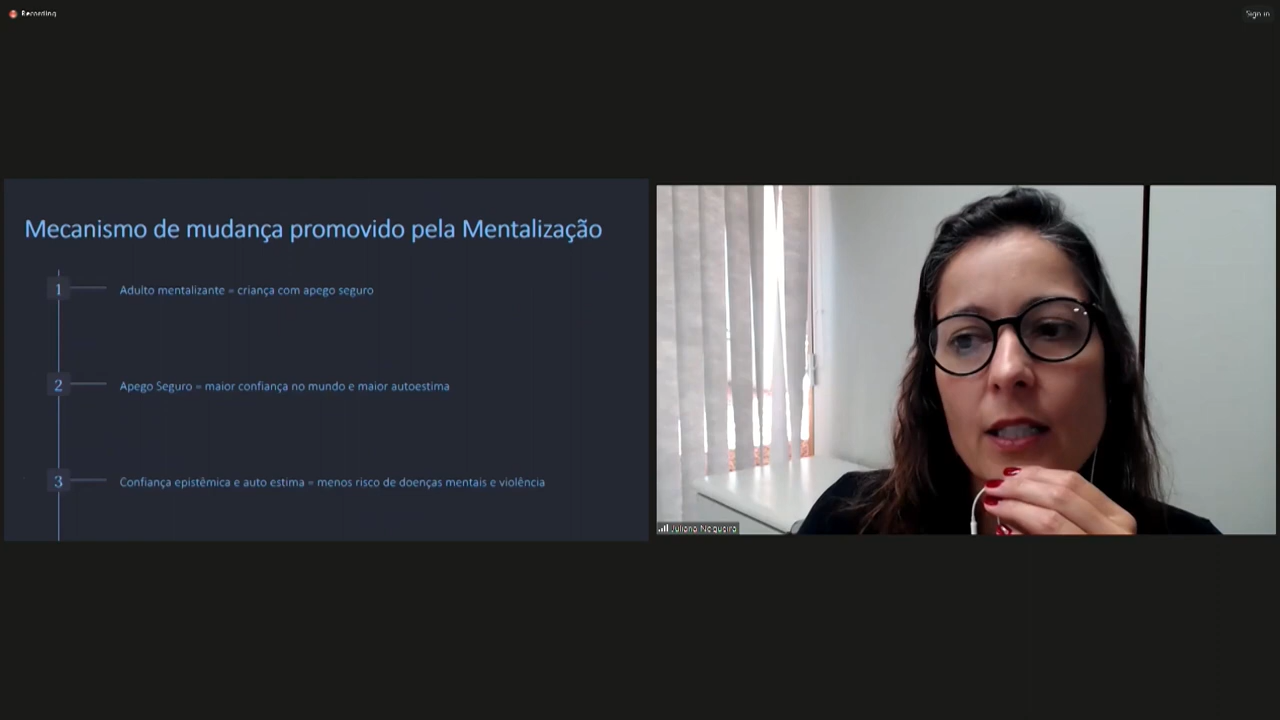 Recording
Sign in
Mecanismo de mudança promovido pela Mentalização
1
Adulto mentalizante = criança com apego seguro
2
Apego Seguro = maior confiança no mundo e maior autoestima
3
Confiança epistêmica e auto estima = menos risco de doenças mentais e violência
Juliana Negueira